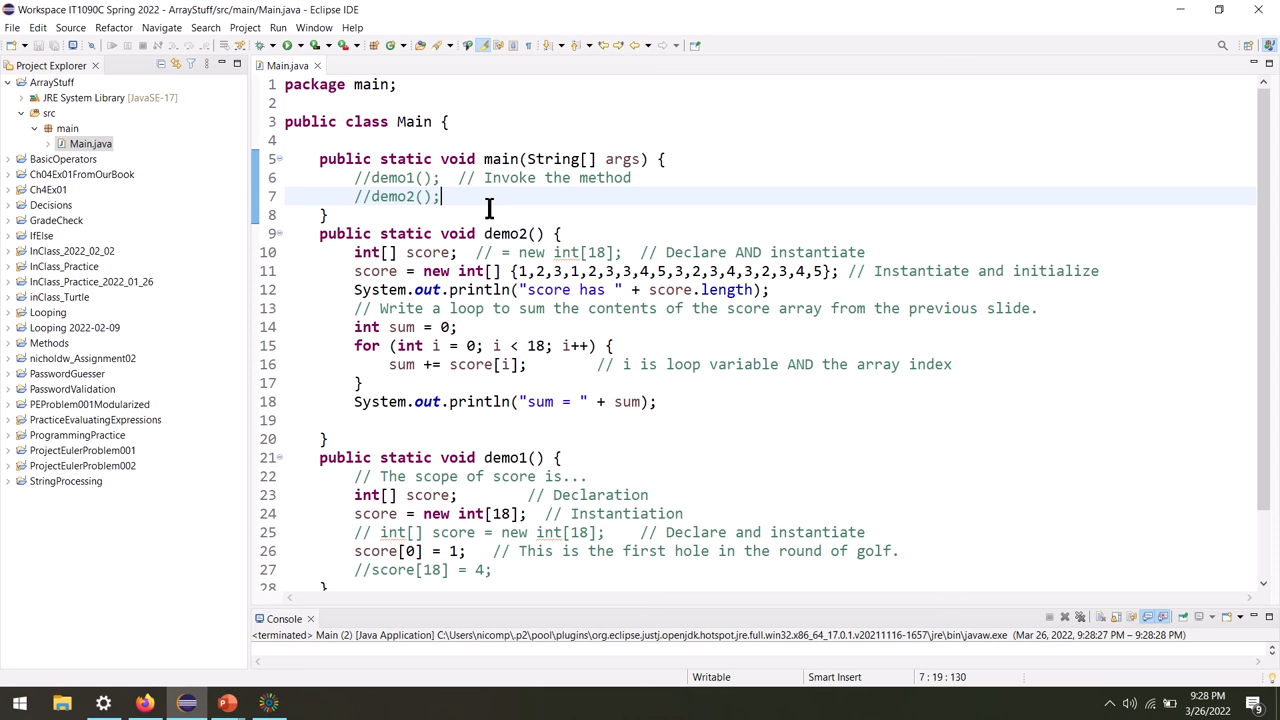 Workspace IT1090C Spring 2022 - ArrayStuff/src/main/Main.java - Eclipse IDE
File Edit Source Refactor Navigate Search Project Run Window Help
Project Explorer
ArrayStuff
JRE System Library [JavaSE-17]
src
main
Main.java
BasicOperators
Ch04Ex01FromOurBook
Ch4Ex01
Decisions
GradeCheck
IfElse
InClass_2022_02_02
InClass_Practice
InClass_Practice_2022_01_26
inClass_Turtle
Looping
Looping 2022-02-09
Methods
nicholdw_Assignment02
PasswordGuesser
PasswordValidation
PEProblem001Modularized
PracticeEvaluatingExpressions
ProgrammingPractice
ProjectEulerProblem001
ProjectEulerProblem002
StringProcessing
Main.java
1 package main;
2
3 public class Main {
4
5 public static void main(String[] args) {
6 //demo1(); // Invoke the method
7 //demo2();
8 }
9 public static void demo2() {
10 int[] score; // = new int[18]; // Declare AND instantiate
11 score = new int[] {1,2,3,1,2,3,3,4,5,3,2,3,4,3,2,3,4,5}; // Instantiate and initialize
12 System.out.println("score has " + score.length);
13 // Write a loop to sum the contents of the score array from the previous slide.
14 int sum = 0;
15 for (int i = 0; i < 18; i++) {
16 sum += score[i]; // i is loop variable AND the array index
17 }
18 System.out.println("sum = " + sum);
19
20 }
21 public static void demo1() {
22 // The scope of score is...
23 int[] score; // Declaration
24 score = new int[18]; // Instantiation
25 // int[] score = new int[18]; // Declare and instantiate
26 score[0] = 1; // This is the first hole in the round of golf.
27 //score[18] = 4;
28 }
Console
<terminated> Main (2) [Java Application] C:\Users\nicomp\.p2\pool\plugins\org.eclipse.justj.openjdk.hotspot.jre.full.win32.x86_64_17.0.1.v20211116-1657\jre\bin\javaw.exe (Mar 26, 2022, 9:28:27 PM – 9:28:28 PM)
Writable Smart Insert 7 : 19 : 130
9:28 PM
3/26/2022
9